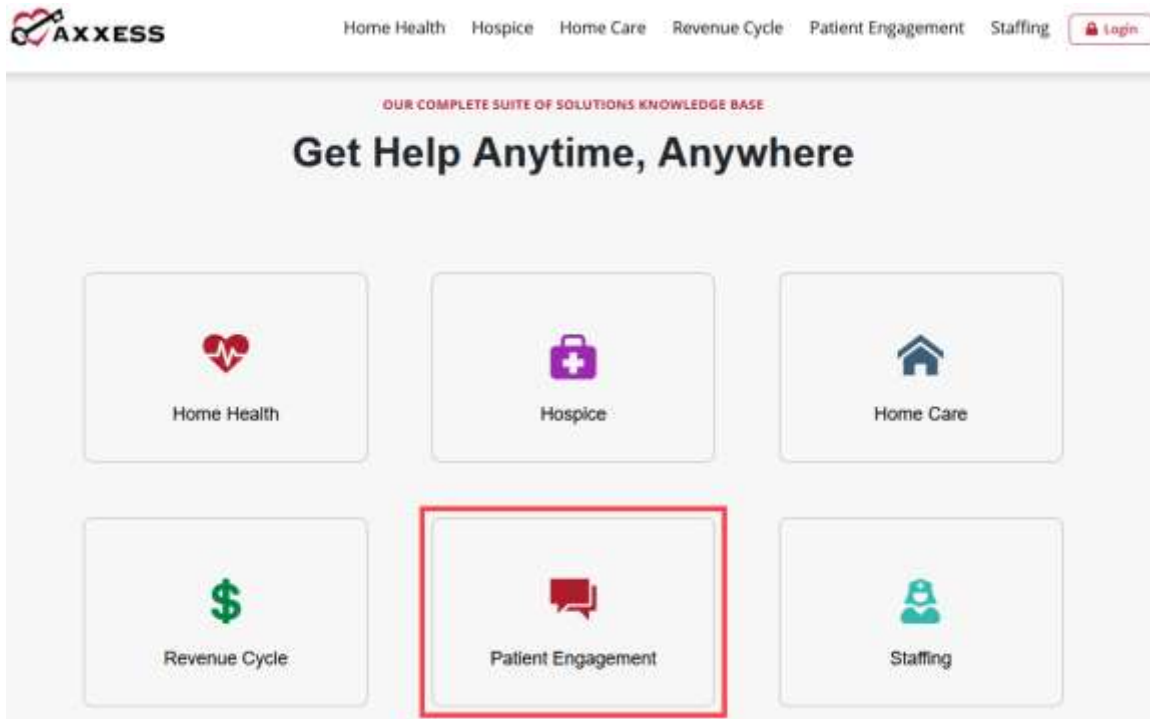 AXXESS
Home Health Hospice Home Care Revenue Cycle Patient Engagement Staffing Login
OUR COMPLETE SUITE OF SOLUTIONS KNOWLEDGE BASE
Get Help Anytime, Anywhere
Home Health
Hospice
Home Care
Revenue Cycle
Patient Engagement
Staffing